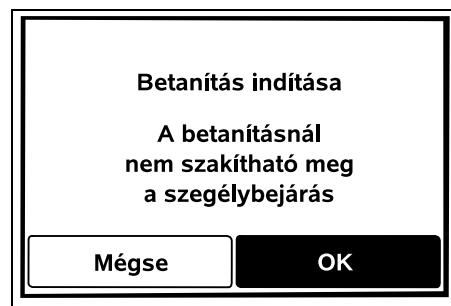 Betanítás indítása
A betanításnál
nem szakítható meg
a szegélybejárás
Mégse
OK